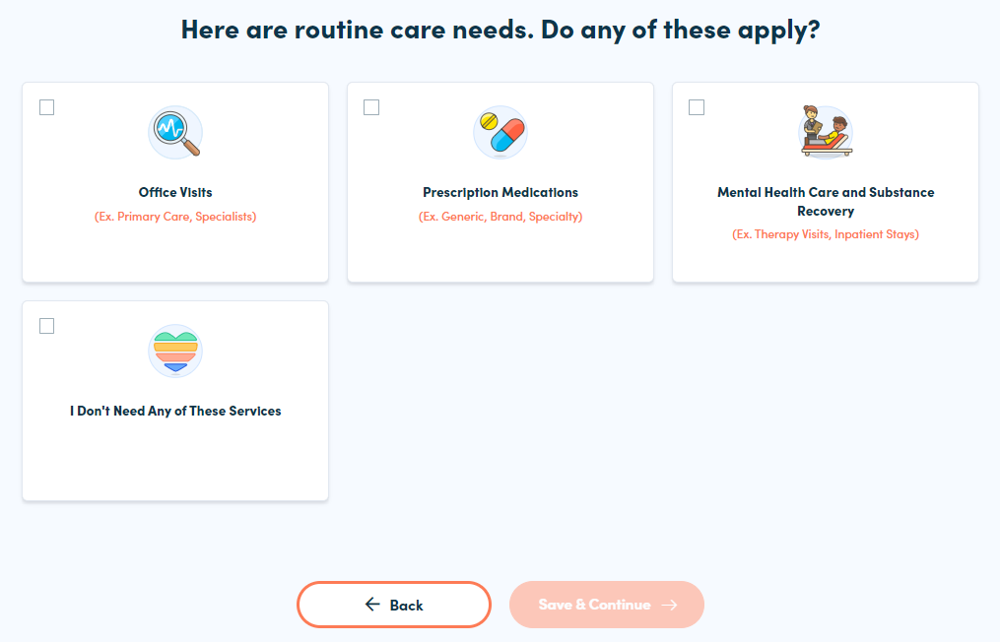 Here are routine care needs. Do any of these apply?
Office Visits
(Ex. Primary Care, Specialists)
Prescription Medications
(Ex. Generic, Brand, Specialty)
Mental Health Care and Substance
Recovery
(Ex. Therapy Visits, Inpatient Stays)
I Don't Need Any of These Services
← Back
Save & Continue →